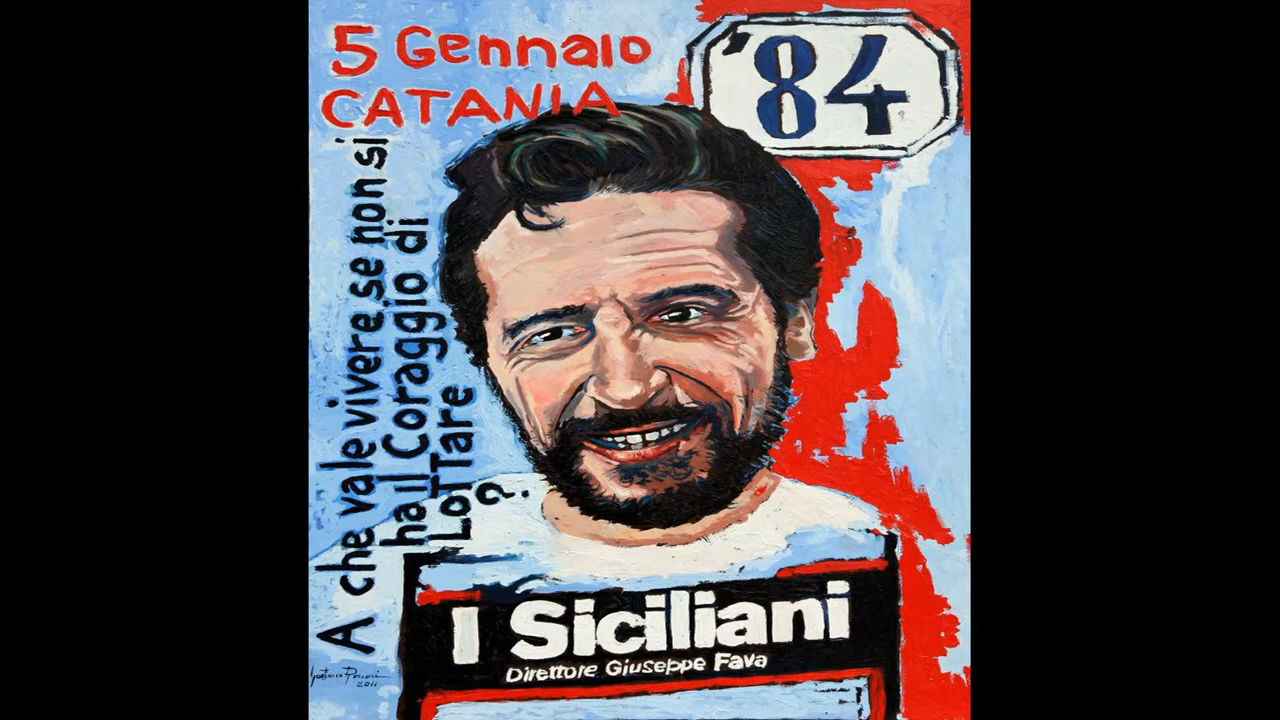 5 Gennaio
CATANIA
'84
A che vale vivere se non si
ha il Coraggio di
LoTTare
?
I Siciliani
Direttore Giuseppe Fava
2011